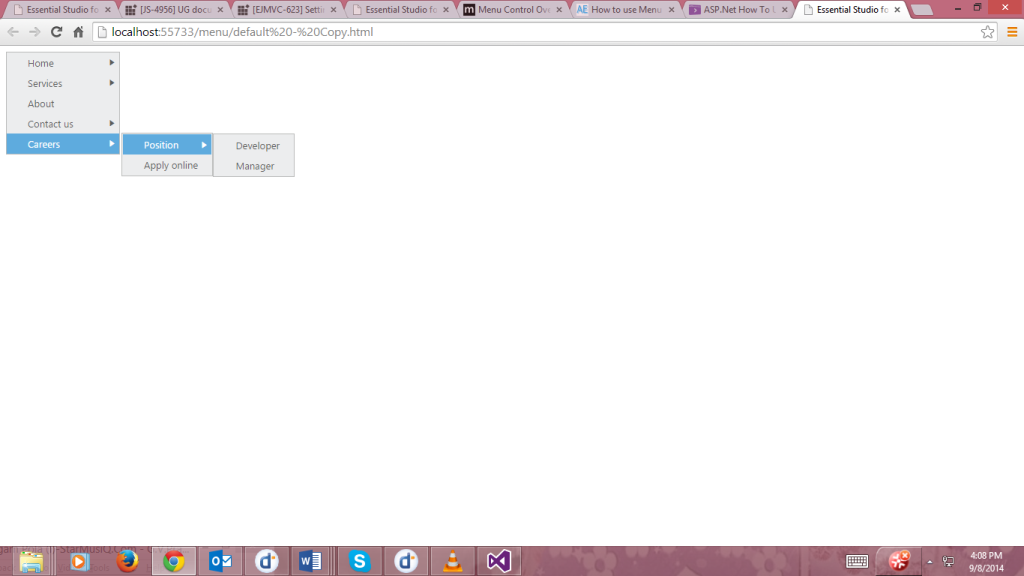 Essential Studio fo
[JS-4956] UG docu
[EJMVC-623] Setti
Essential Studio fo
Menu Control Ove
AE How to use Menu
ASP.Net How To U
Essential Studio fo
localhost:55733/menu/default%20-%20Copy.html
Home
Services
About
Contact us
Careers
Position
Developer
Apply online
Manager
4:08 PM
9/8/2014